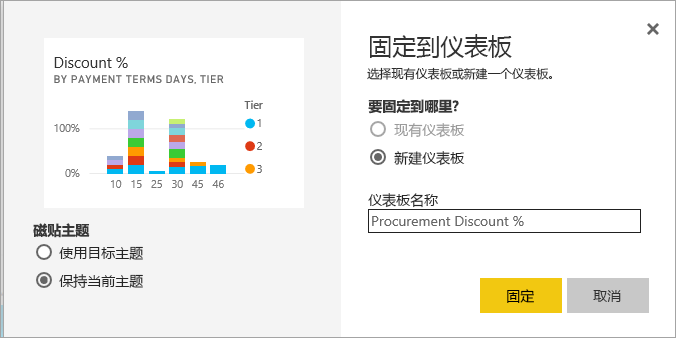 Discount %
BY PAYMENT TERMS DAYS, TIER
Tier
100%
1
2
0%
3
10 15 25 30 45 46
磁贴主题
使用目标主题
保持当前主题
固定到仪表板
选择现有仪表板或新建一个仪表板。
要固定到哪里?
现有仪表板
新建仪表板
仪表板名称
Procurement Discount %
固定
取消